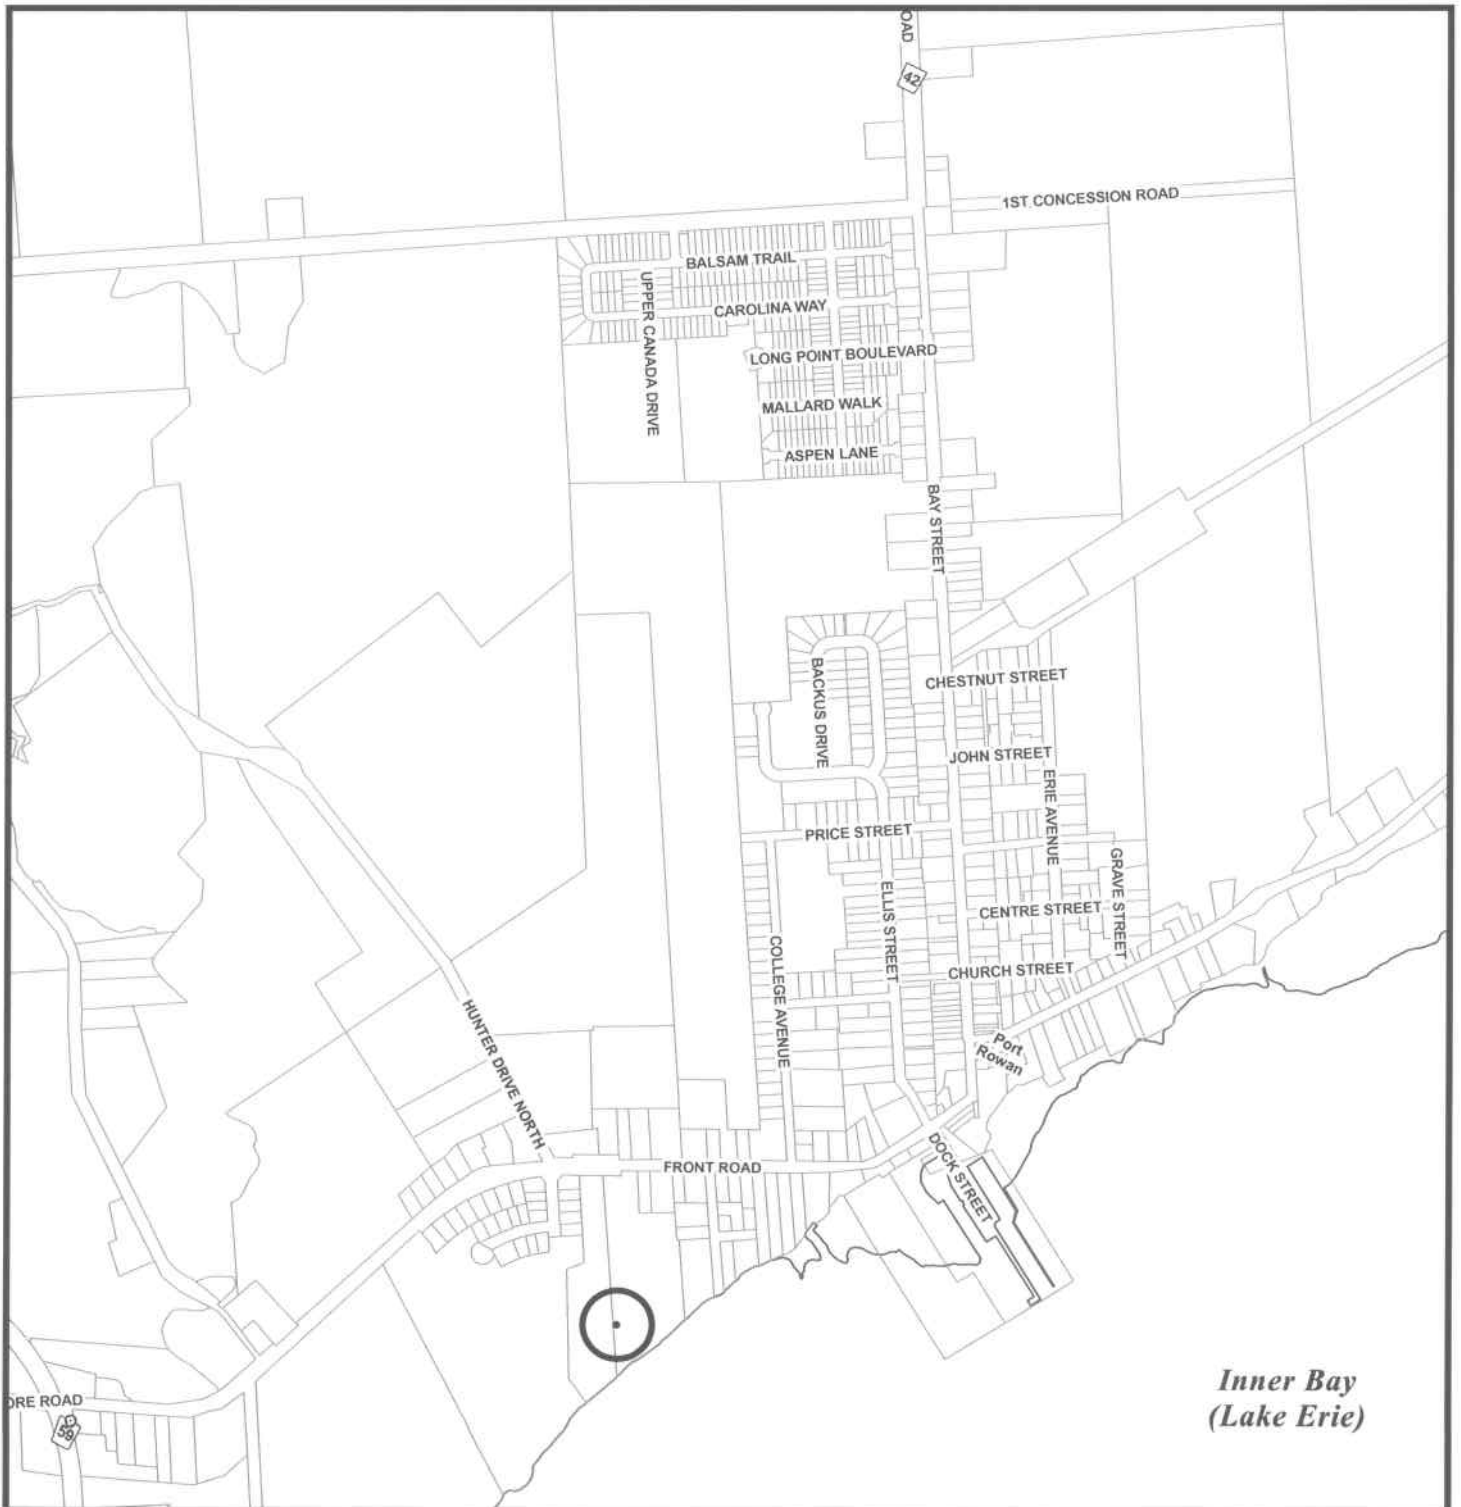 OAD
42
1ST CONCESSION ROAD
BALSAM TRAIL
UPPER CANADA DRIVE
CAROLINA WAY
LONG POINT BOULEVARD
MALLARD WALK
ASPEN LANE
BAY STREET
CHESTNUT STREET
BACKUS DRIVE
JOHN STREET
ERIE AVENUE
PRICE STREET
GRAVE STREET
ELLIS STREET
CENTRE STREET
COLLEGE AVENUE
CHURCH STREET
HUNTER DRIVE NORTH
Port
Rowan
DOCK STREET
FRONT ROAD
Inner Bay
(Lake Erie)
ORE ROAD
59